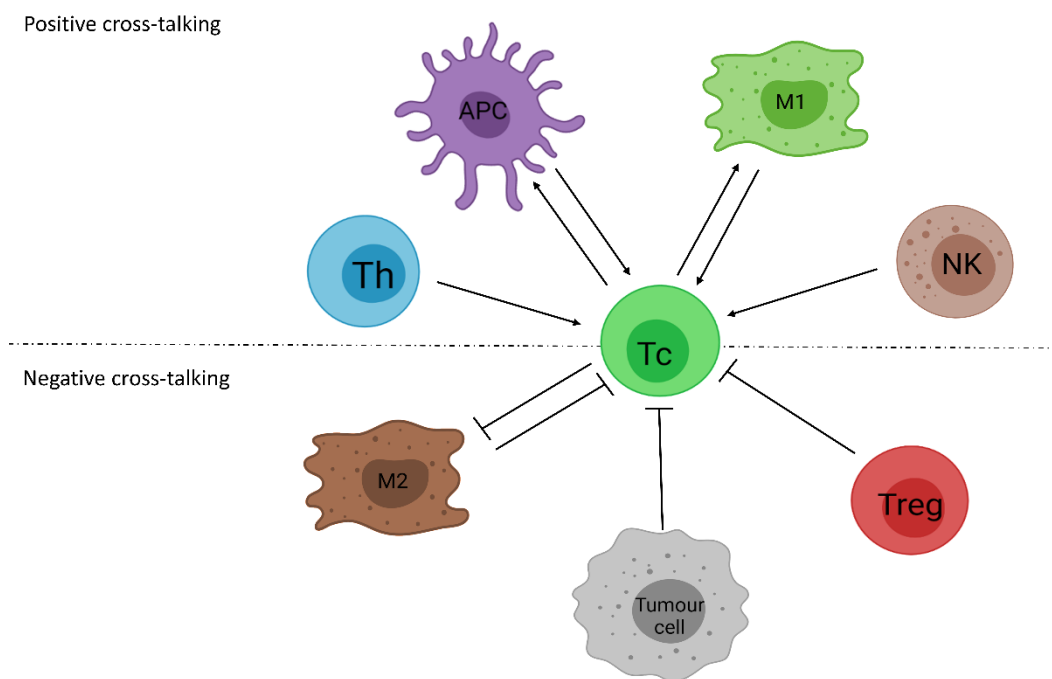 Positive cross-talking
APC
M1
Th
NK
Tc
Negative cross-talking
M2
Treg
Tumour
cell